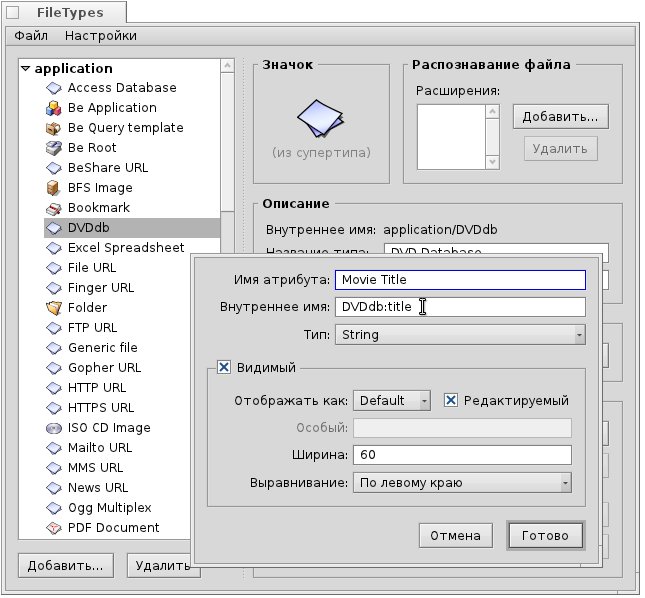 FileTypes
Файл Настройки
application
Access Database
Be Application
Be Query template
Be Root
BeShare URL
BFS Image
Bookmark
DVDdb
Excel Spreadsheet
File URL
Finger URL
Folder
FTP URL
Generic file
Gopher URL
HTTP URL
HTTPS URL
ISO CD Image
Mailto URL
MMS URL
News URL
Ogg Multiplex
PDF Document
Добавить...
Удалить
Значок
(из супертипа)
Распознавание файла
Расширения:
Добавить...
Удалить
Описание
Внутреннее имя: application/DVDdb
Название типа: DVD Database
Имя атрибута: Movie Title
Внутреннее имя: DVDdb:title
Тип: String
Видимый
Отображать как: Default Редактируемый
Особый:
Ширина: 60
Выравнивание: По левому краю
Отмена Готово